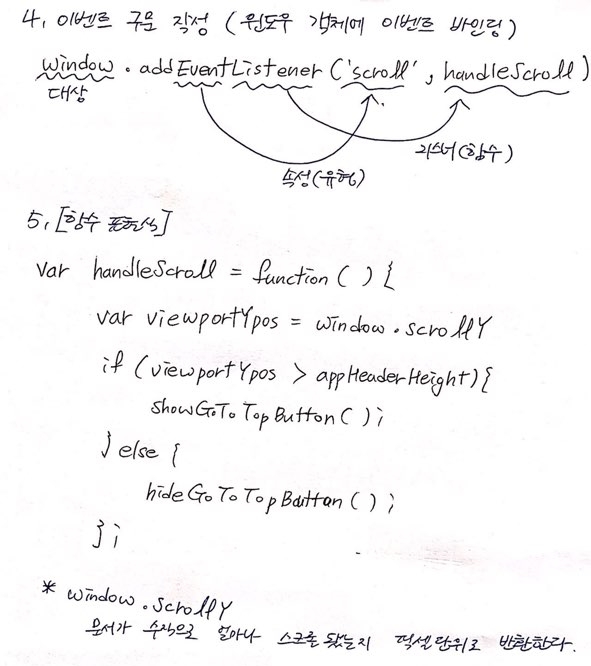 4. 이벤트 구문 작성 (윈도우 객체에 이벤트 바인딩)
window.addEventListener('scroll', handleScroll)
대상
리스너(함수)
속성(유형)
5. [함수 표현식]
var handleScroll = function ( ) {
var viewportYpos = window.scrollY
if (viewportYpos > appHeaderHeight) {
showGoToTopButton ( );
} else {
hideGoToTopButton ( );
} ;
* window.scrollY
문서가 수직으로 얼마나 스크롤 됐는지 픽셀단위로 반환한다.